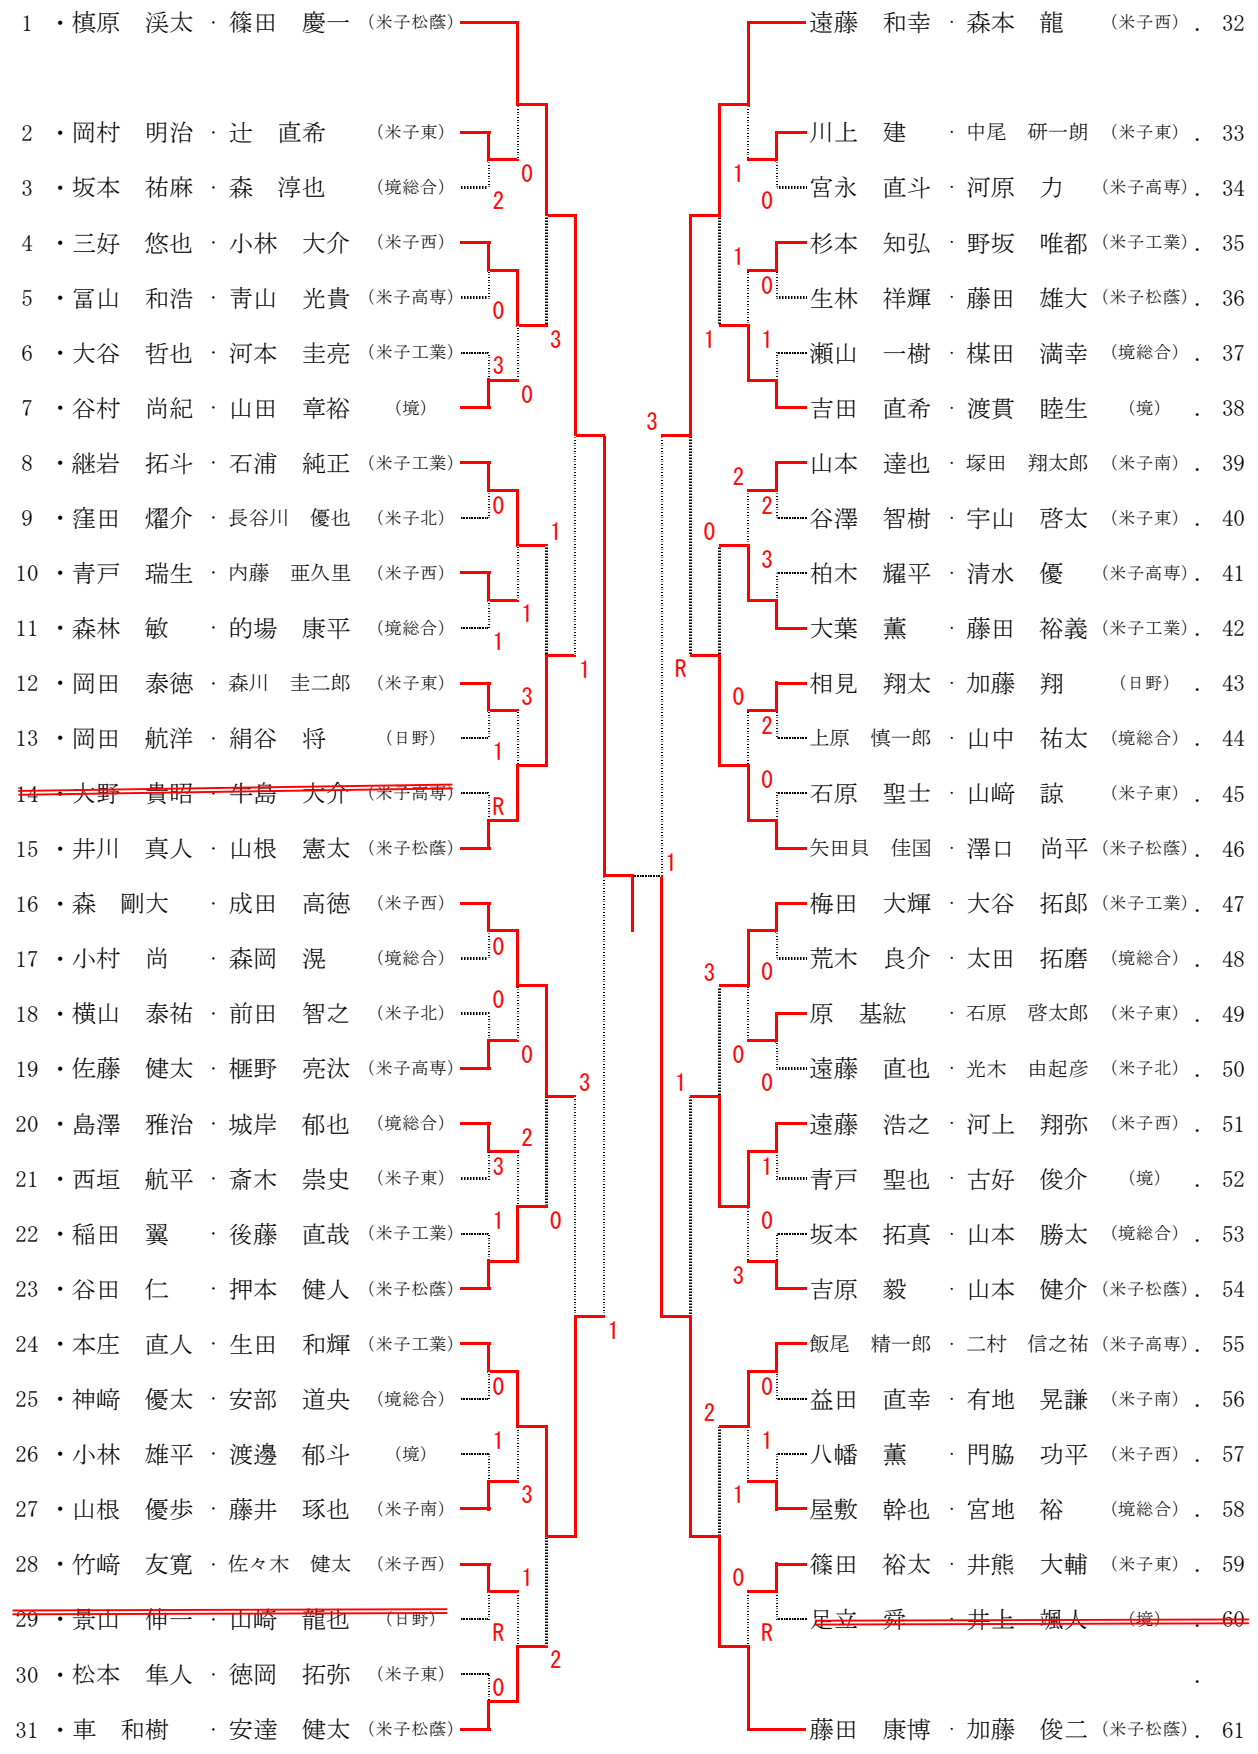 1 ・槙原　渓太 · 篠田　慶一 (米子松蔭)
2 ・岡村　明治 · 辻　直希 (米子東)
0
3 ・坂本　祐麻 · 森　淳也 (境総合)
2
4 ・三好　悠也 · 小林　大介 (米子西)
5 ・冨山　和浩 · 青山　光貴 (米子高専)
0
6 ・大谷　哲也 · 河本　圭亮 (米子工業)
3
3
7 ・谷村　尚紀 · 山田　章裕 (境)
0
8 ・継岩　拓斗 · 石浦　純正 (米子工業)
0
9 ・窪田　燿介 · 長谷川　優也 (米子北)
1
10 ・青戸　瑞生 · 内藤　亜久里 (米子西)
1
11 ・森林　敏 · 的場　康平 (境総合)
1
1
12 ・岡田　泰徳 · 森川　圭二郎 (米子東)
3
13 ・岡田　航洋 · 絹谷　将 (日野)
1
14 ・大野　貴昭 · 牛島　大介 (米子高専)
R
15 ・井川　真人 · 山根　憲太 (米子松蔭)
16 ・森　剛大 · 成田　高徳 (米子西)
0
17 ・小村　尚 · 森岡　滉 (境総合)
0
18 ・横山　泰祐 · 前田　智之 (米子北)
0
19 ・佐藤　健太 · 榧野　亮汰 (米子高専)
3
20 ・島澤　雅治 · 城岸　郁也 (境総合)
2
3
21 ・西垣　航平 · 斎木　崇史 (米子東)
1
0
22 ・稲田　翼 · 後藤　直哉 (米子工業)
23 ・谷田　仁 · 押本　健人 (米子松蔭)
1
24 ・本庄　直人 · 生田　和輝 (米子工業)
0
25 ・神﨑　優太 · 安部　道央 (境総合)
1
26 ・小林　雄平 · 渡邊　郁斗 (境)
3
27 ・山根　優歩 · 藤井　琢也 (米子南)
28 ・竹﨑　友寛 · 佐々木　健太 (米子西)
1
29 ・景山　伸一 · 山崎　龍也 (日野)
R
2
30 ・松本　隼人 · 徳岡　拓弥 (米子東)
0
31 ・車　和樹 · 安達　健太 (米子松蔭)
遠藤　和幸 · 森本　龍 (米子西) . 32
川上　建 · 中尾　研一朗 (米子東) . 33
1
宮永　直斗 · 河原　力 (米子高専) . 34
0
杉本　知弘 · 野坂　唯都 (米子工業) . 35
1
0
生林　祥輝 · 藤田　雄大 (米子松蔭) . 36
1
1
瀬山　一樹 · 楳田　満幸 (境総合) . 37
吉田　直希 · 渡貫　睦生 (境) . 38
3
山本　達也 · 塚田　翔太郎 (米子南) . 39
2
2
谷澤　智樹 · 宇山　啓太 (米子東) . 40
0
3
柏木　耀平 · 清水　優 (米子高専) . 41
大葉　薫 · 藤田　裕義 (米子工業) . 42
R
相見　翔太 · 加藤　翔 (日野) . 43
0
2
上原　慎一郎 · 山中　祐太 (境総合) . 44
0
石原　聖士 · 山﨑　諒 (米子東) . 45
矢田貝　佳国 · 澤口　尚平 (米子松蔭) . 46
1
梅田　大輝 · 大谷　拓郎 (米子工業) . 47
荒木　良介 · 太田　拓磨 (境総合) . 48
3
0
原　基紘 · 石原　啓太郎 (米子東) . 49
0
遠藤　直也 · 光木　由起彦 (米子北) . 50
0
1
遠藤　浩之 · 河上　翔弥 (米子西) . 51
1
青戸　聖也 · 古好　俊介 (境) . 52
0
坂本　拓真 · 山本　勝太 (境総合) . 53
3
吉原　毅 · 山本　健介 (米子松蔭) . 54
飯尾　精一郎 · 二村　信之祐 (米子高専) . 55
0
益田　直幸 · 有地　晃謙 (米子南) . 56
2
1
八幡　薫 · 門脇　功平 (米子西) . 57
1
屋敷　幹也 · 宮地　裕 (境総合) . 58
篠田　裕太 · 井熊　大輔 (米子東) . 59
0
足立　舜 · 井上　颯人 (境) . 60
R
.
藤田　康博 · 加藤　俊二 (米子松蔭) . 61